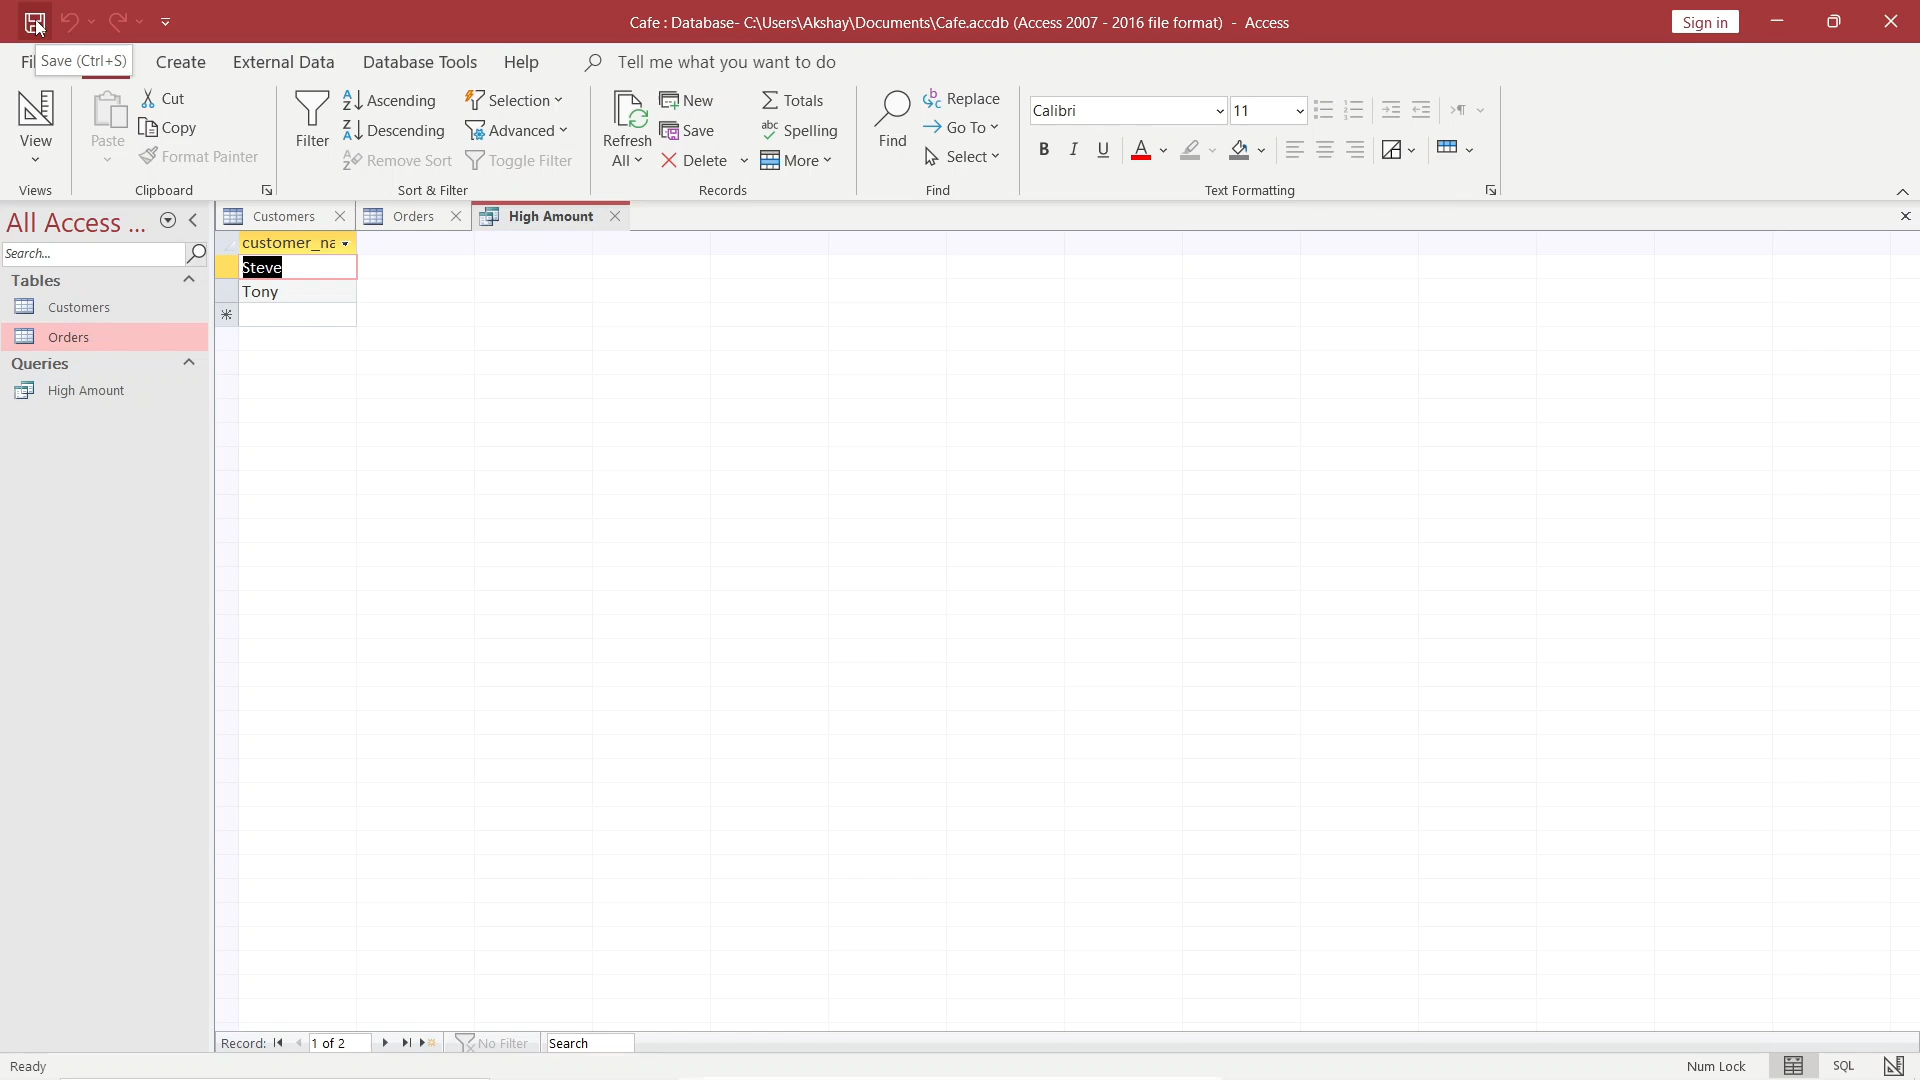 Cafe : Database- C:\Users\Akshay\Documents\Cafe.accdb (Access 2007 - 2016 file format) - Access
Sign in
Fil
Save (Ctrl+S)
Create
External Data
Database Tools
Help
Tell me what you want to do
View
Views
Paste
Cut
Copy
Format Painter
Clipboard
Filter
Ascending
Descending
Remove Sort
Selection
Advanced
Toggle Filter
Sort & Filter
Refresh
All
New
Save
Delete
Totals
Spelling
More
Records
Find
Replace
Go To
Select
Find
Calibri
11
B I U A
Text Formatting
All Access ...
Search...
Tables
Customers
Orders
Queries
High Amount
Customers
Orders
High Amount
customer_na
Steve
Tony
Record:
1 of 2
No Filter
Search
Ready
Num Lock
SQL